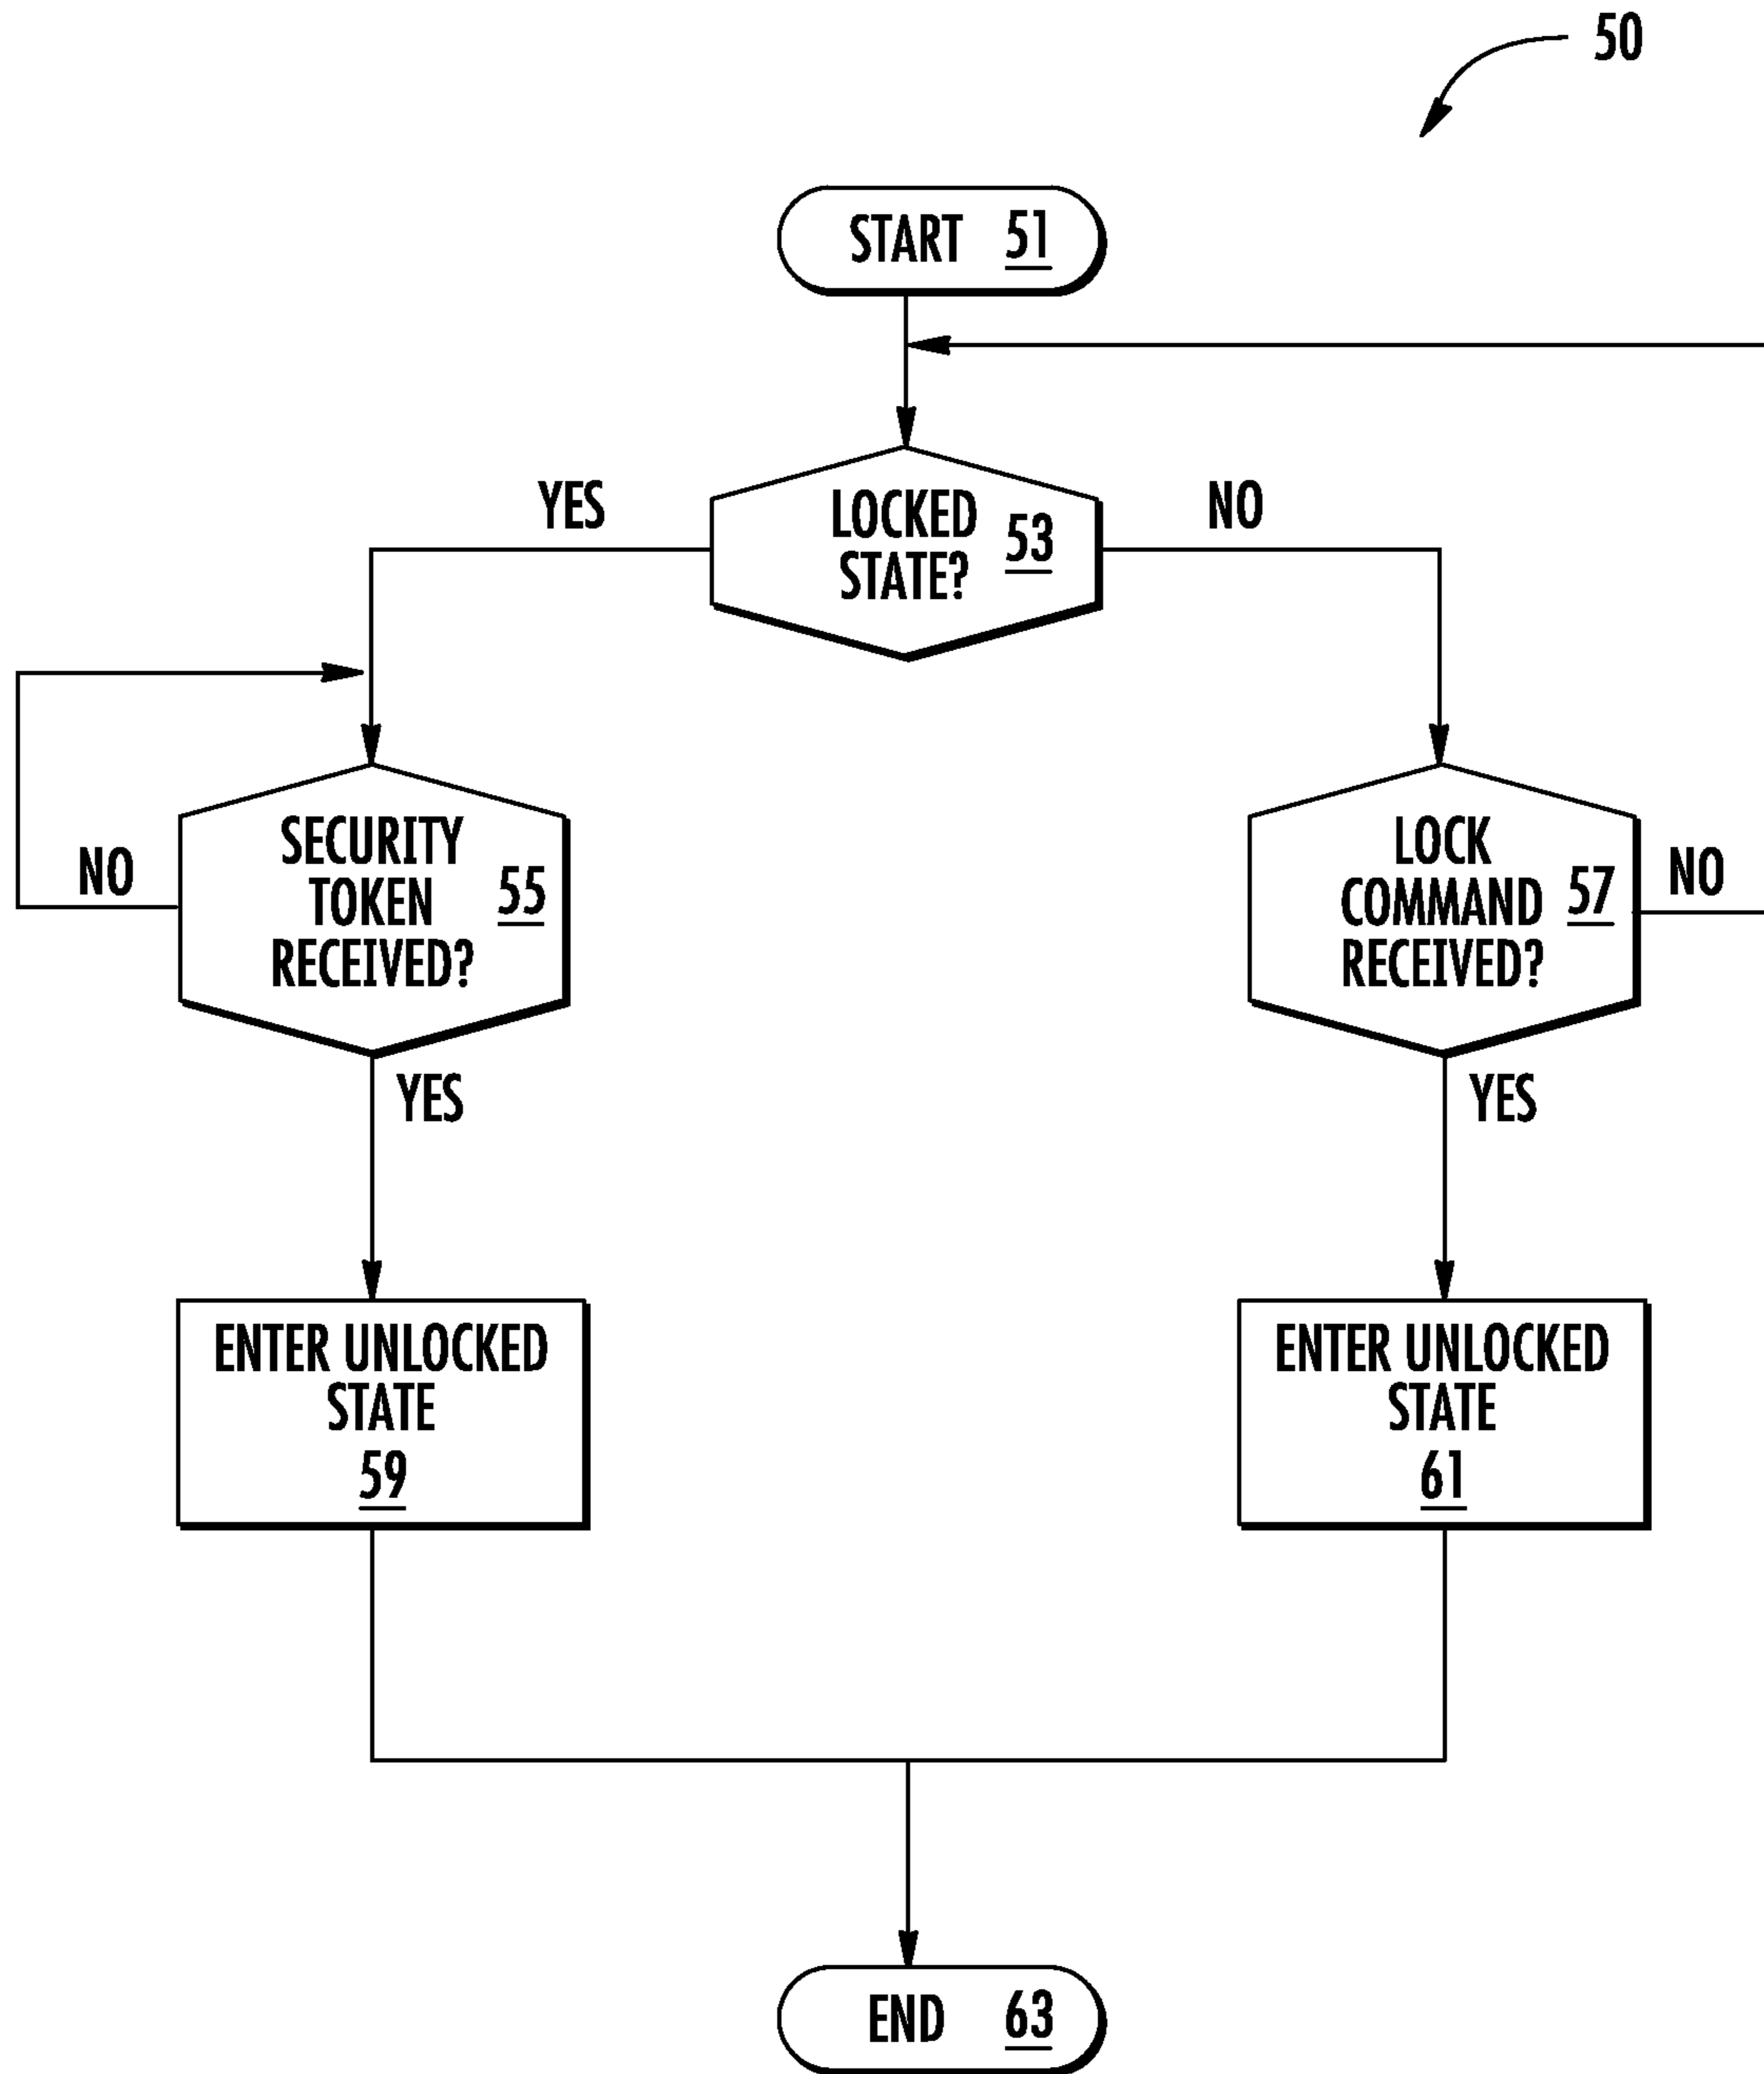 50
START 51
LOCKED
STATE?
53
YES
NO
SECURITY
TOKEN
RECEIVED?
55
NO
YES
LOCK
COMMAND
RECEIVED?
57
NO
YES
ENTER UNLOCKED
STATE
59
ENTER UNLOCKED
STATE
61
END 63